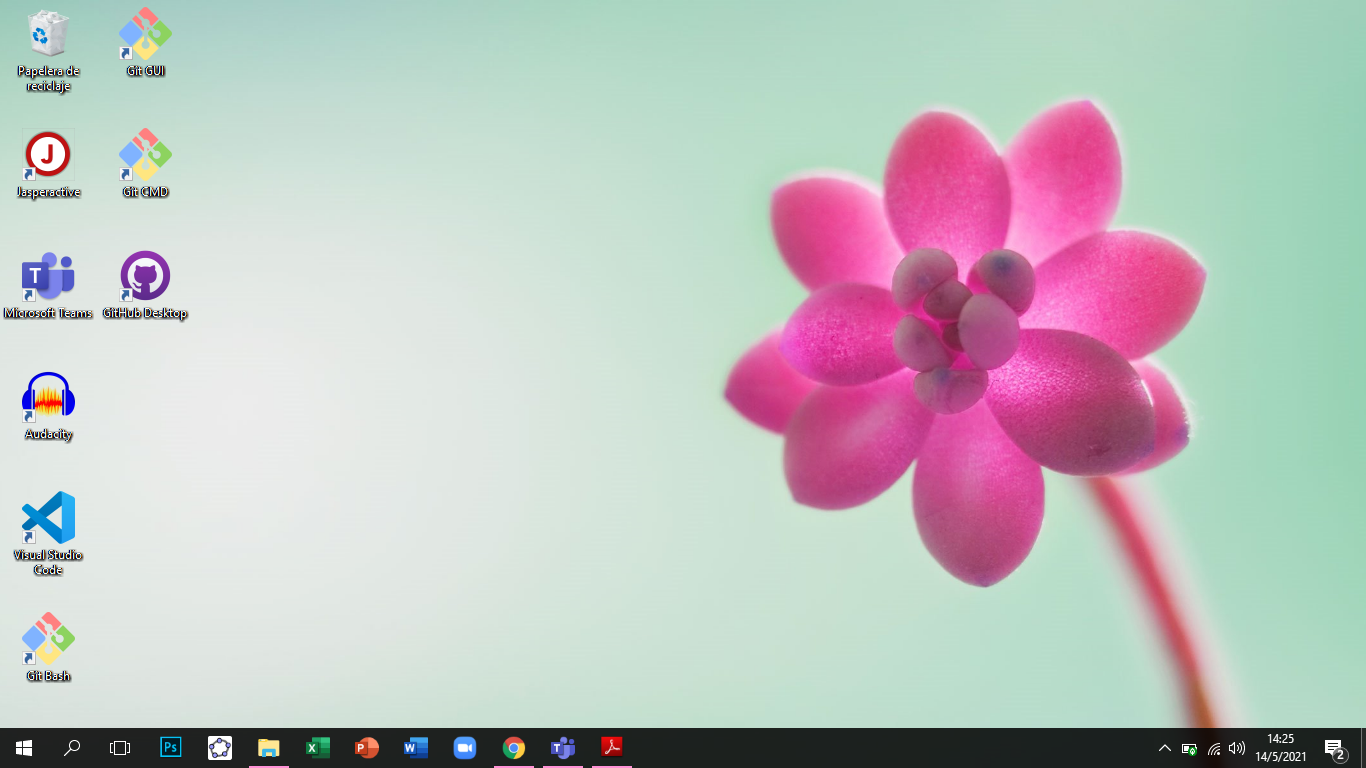 Papelera de
reciclaje
Git GUI
J
Jasperactive
Git CMD
T
Microsoft Teams
GitHub Desktop
Audacity
Visual Studio
Code
Git Bash
Ps
X
P
W
T
14:25
14/5/2021
2